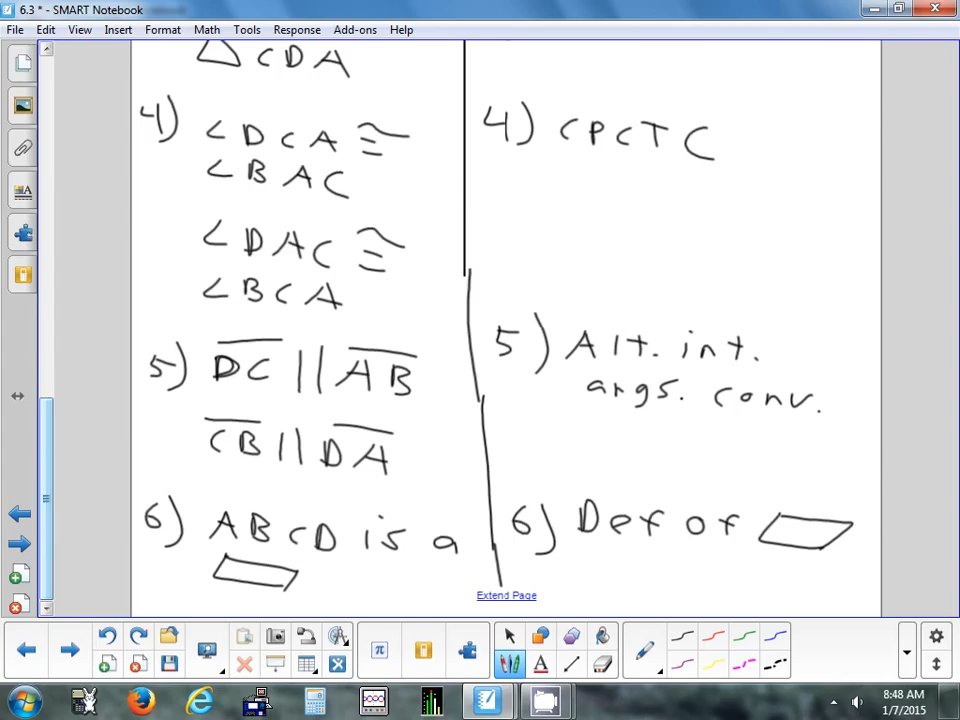 6.3 * - SMART Notebook
File Edit View Insert Format Math Tools Response Add-ons Help
△ CDA
4) ∠DCA ≅
∠BAC
∠DAC ≅
∠BCA
4) CPCTC
5) DC || AB
CB || DA
5) Alt. int.
args. conv.
6) ABCD is a
▱
6) Def of ▱
Extend Page
8:48 AM
1/7/2015